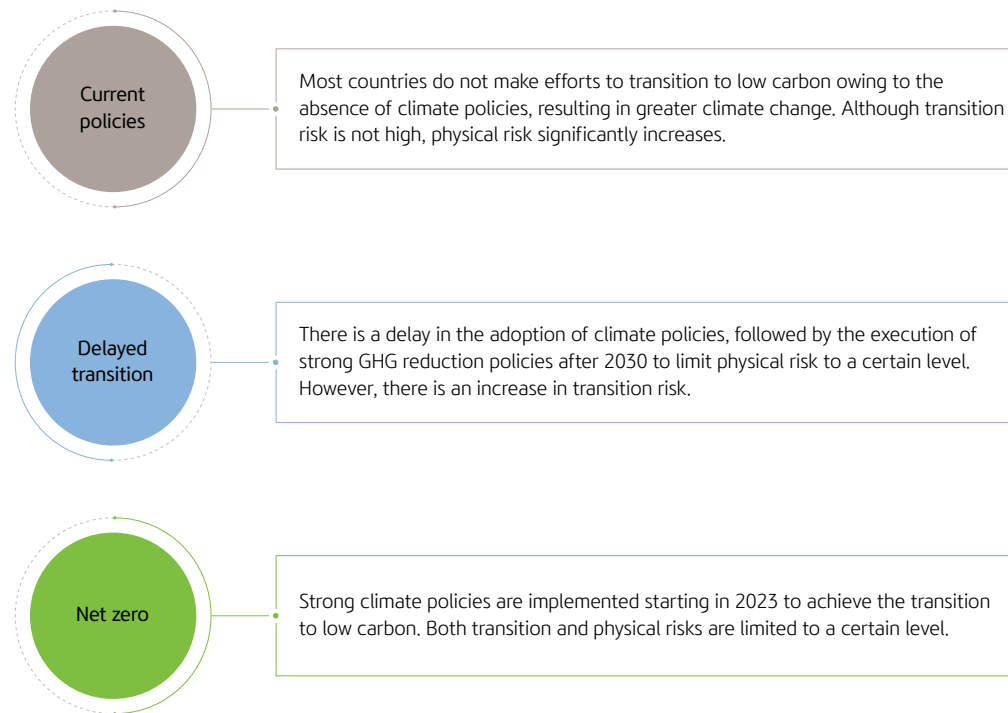 Current
policies
Most countries do not make efforts to transition to low carbon owing to the
absence of climate policies, resulting in greater climate change. Although transition
risk is not high, physical risk significantly increases.
Delayed
transition
There is a delay in the adoption of climate policies, followed by the execution of
strong GHG reduction policies after 2030 to limit physical risk to a certain level.
However, there is an increase in transition risk.
Net zero
Strong climate policies are implemented starting in 2023 to achieve the transition
to low carbon. Both transition and physical risks are limited to a certain level.